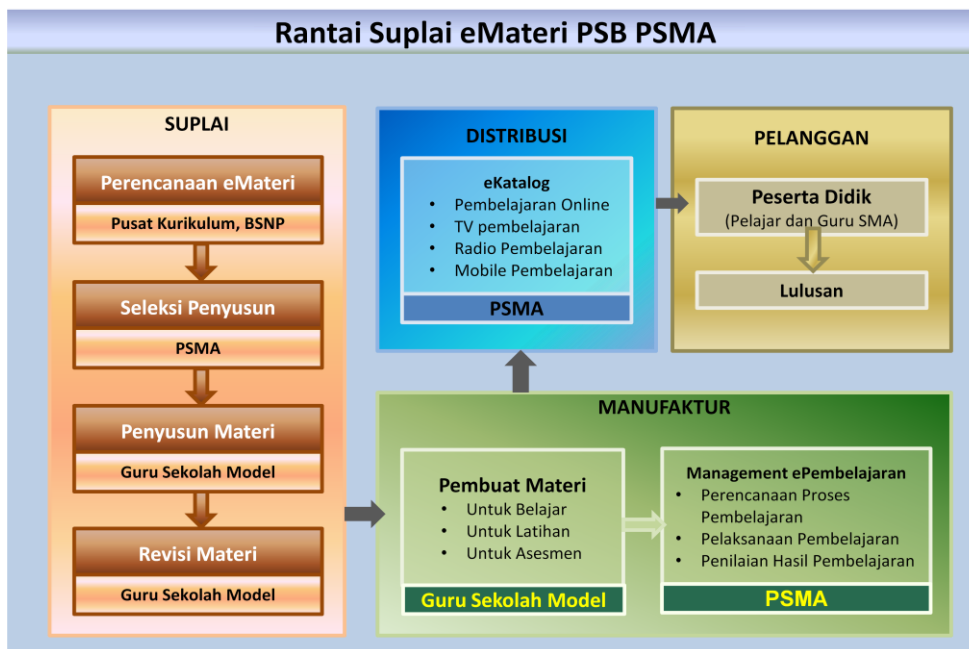 Rantai Suplai eMateri PSB PSMA
SUPLAI
Perencanaan eMateri
Pusat Kurikulum, BSNP
Seleksi Penyusun
PSMA
Penyusun Materi
Guru Sekolah Model
Revisi Materi
Guru Sekolah Model
DISTRIBUSI
eKatalog
• Pembelajaran Online
• TV pembelajaran
• Radio Pembelajaran
• Mobile Pembelajaran
PSMA
PELANGGAN
Peserta Didik
(Pelajar dan Guru SMA)
Lulusan
MANUFAKTUR
Pembuat Materi
• Untuk Belajar
• Untuk Latihan
• Untuk Asesmen
Guru Sekolah Model
Management ePembelajaran
• Perencanaan Proses
Pembelajaran
• Pelaksanaan Pembelajaran
• Penilaian Hasil Pembelajaran
PSMA